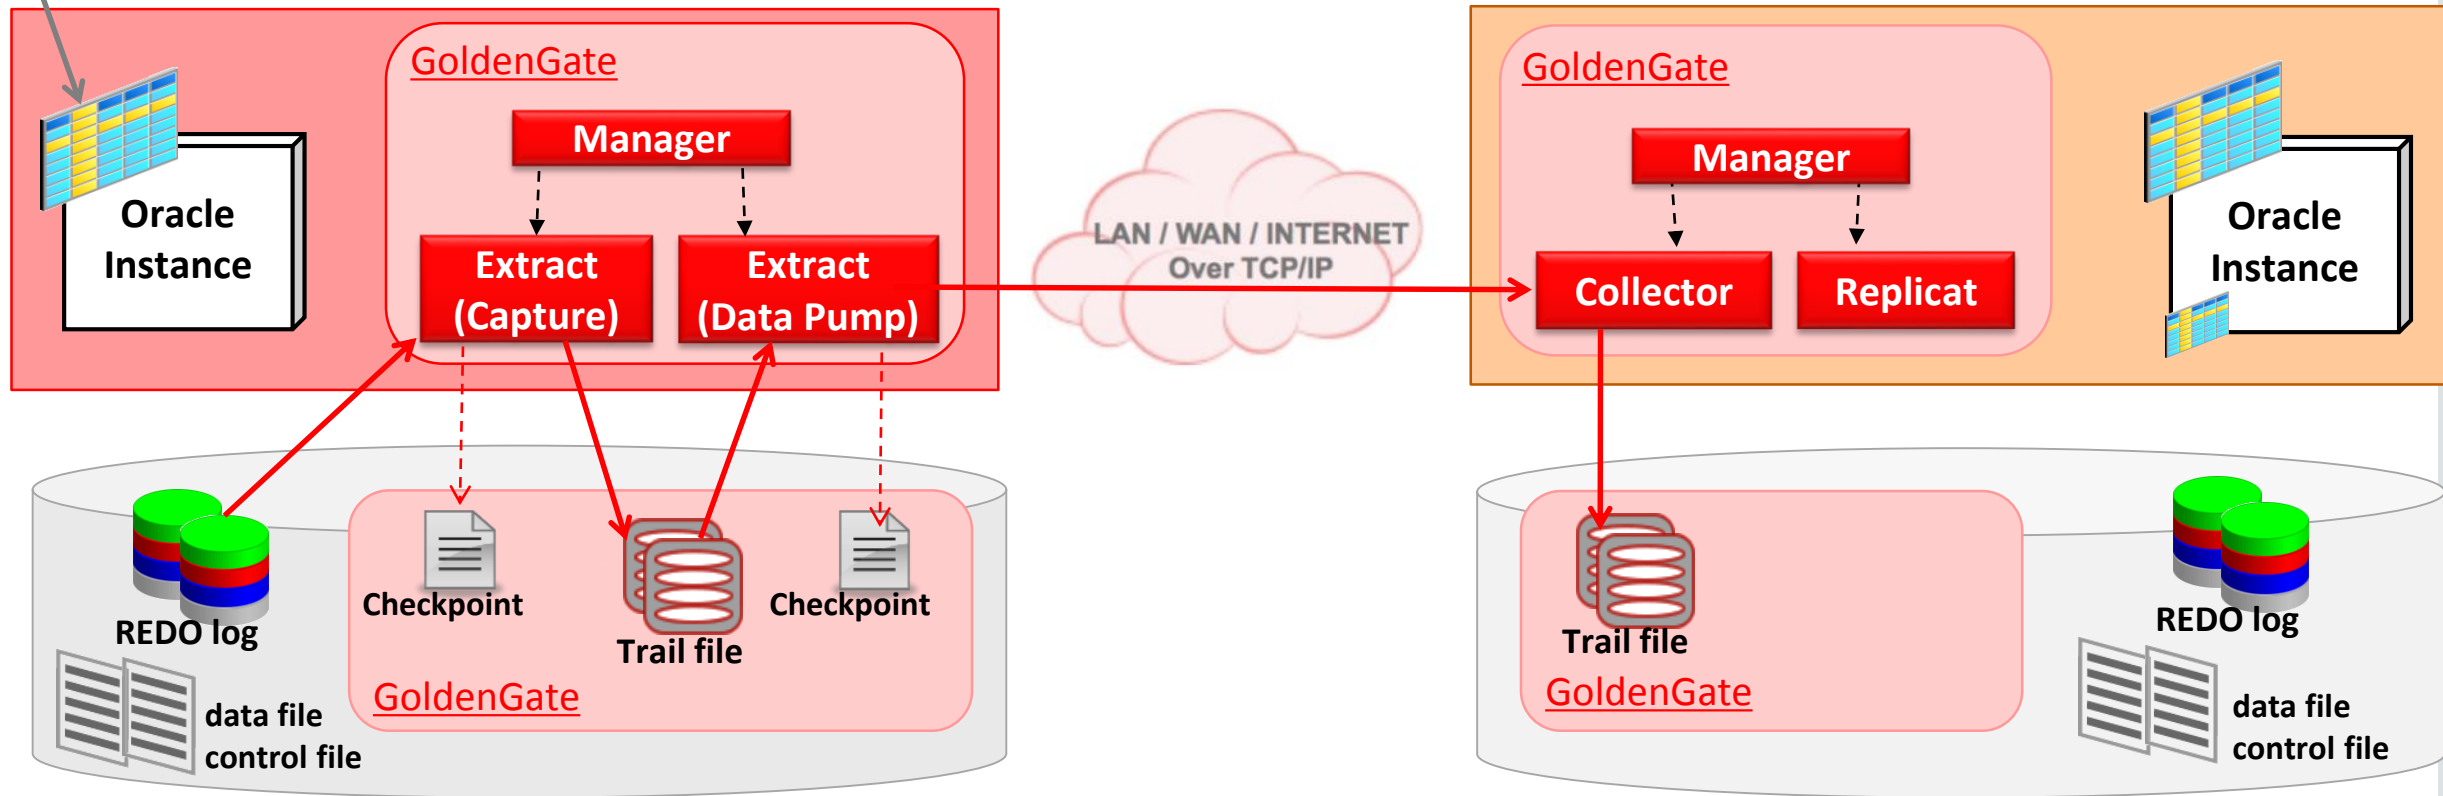 GoldenGate
Manager
Oracle
Instance
Extract
(Capture)
Extract
(Data Pump)
LAN / WAN / INTERNET
Over TCP/IP
GoldenGate
Manager
Collector
Replicat
Oracle
Instance
REDO log
data file
control file
Checkpoint
Trail file
Checkpoint
GoldenGate
Trail file
GoldenGate
REDO log
data file
control file